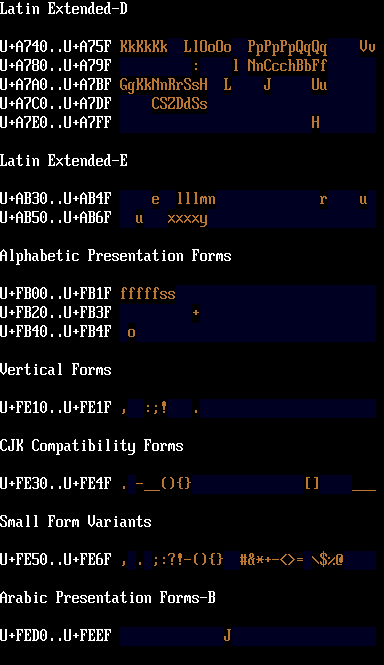 Latin Extended-D
U+A740..U+A75F KkKkKk  LlOoOo  PpPpPpQqQq    Vv
U+A780..U+A79F          :    l NnCcchBbFf
U+A7A0..U+A7BF GgKkNnRrSsH  L    J     Uu
U+A7C0..U+A7DF     CSZDdSs
U+A7E0..U+A7FF                         H
Latin Extended-E
U+AB30..U+AB4F     e  lllmn             r    u
U+AB50..U+AB6F   u   xxxxy
Alphabetic Presentation Forms
U+FB00..U+FB1F fffffss
U+FB20..U+FB3F          +
U+FB40..U+FB4F  o
Vertical Forms
U+FE10..U+FE1F ,  :;!   .
CJK Compatibility Forms
U+FE30..U+FE4F . -__(){}              []    ___
Small Form Variants
U+FE50..U+FE6F , . ;:?!-(){}  #&*+-<>= \$%@
Arabic Presentation Forms-B
U+FED0..U+FEEF              J